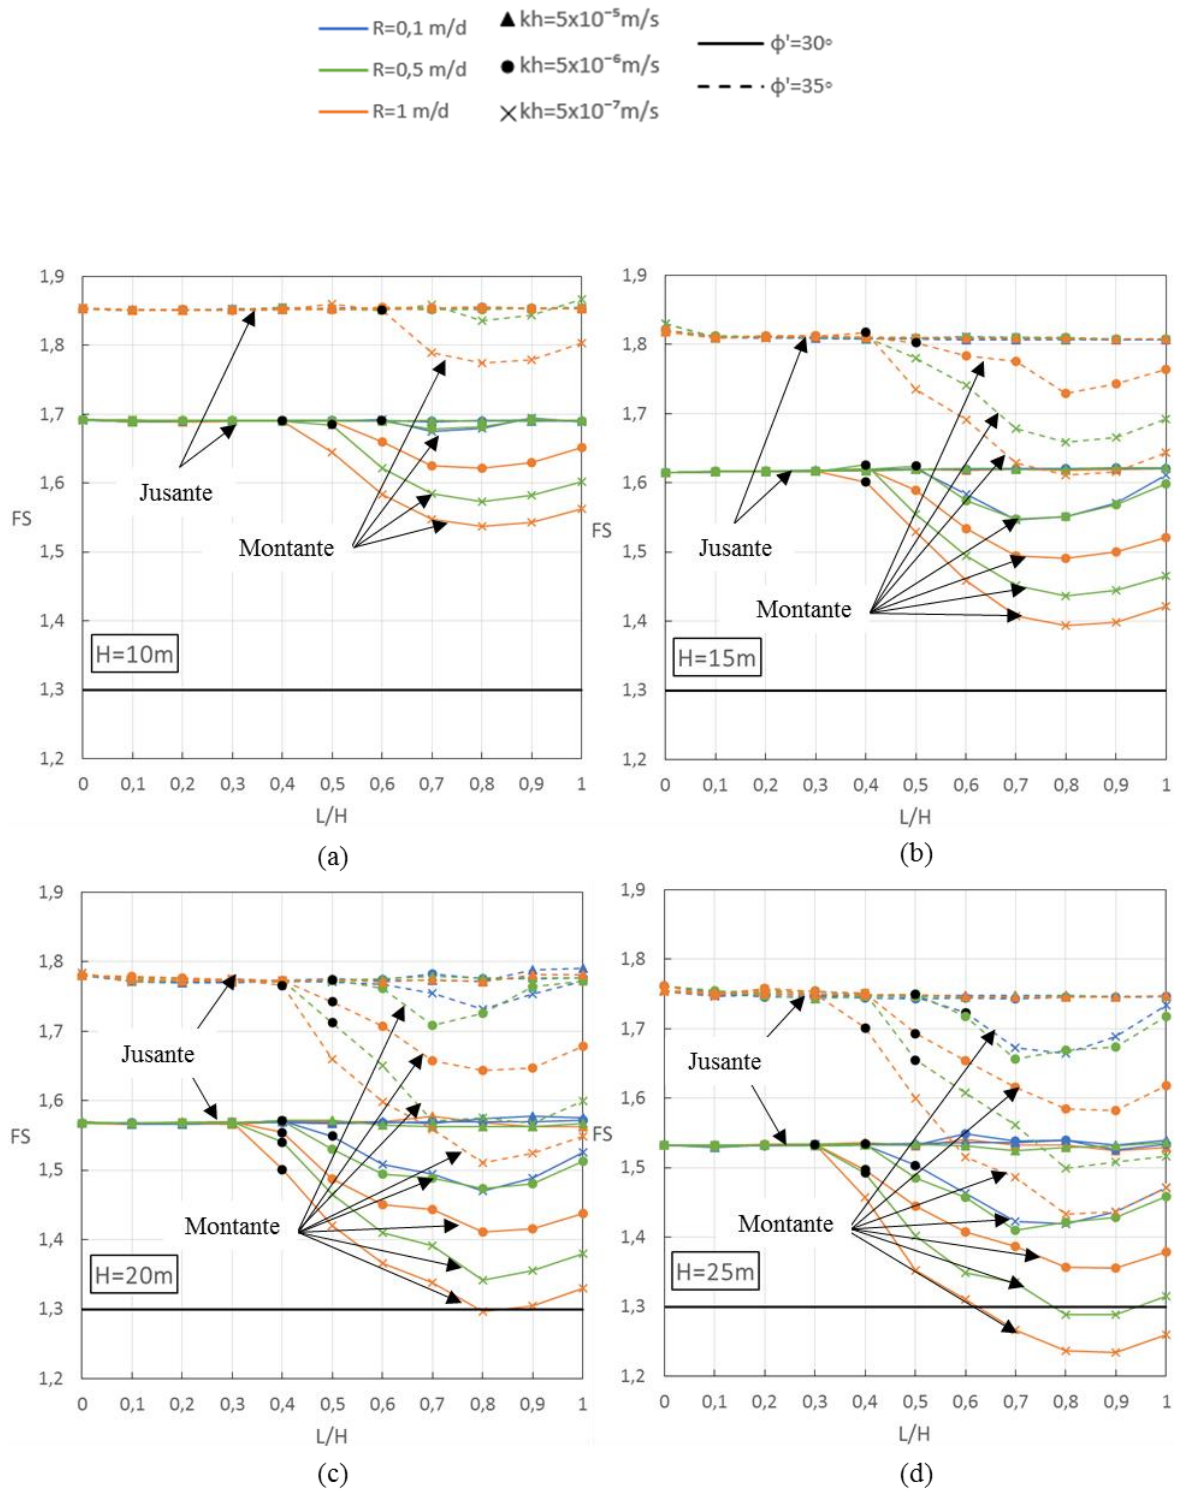 R=0,1 m/d
kh=5x10⁻⁵m/s
R=0,5 m/d
kh=5x10⁻⁶m/s
R=1 m/d
kh=5x10⁻⁷m/s
ϕ'=30º
ϕ'=35º
1,9
1,8
1,7
1,6
1,5
1,4
1,3
1,2
FS
Jusante
Montante
H=10m
0 0,1 0,2 0,3 0,4 0,5 0,6 0,7 0,8 0,9 1
L/H
(a)
1,9
1,8
1,7
1,6
1,5
1,4
1,3
1,2
FS
Jusante
Montante
H=15m
0 0,1 0,2 0,3 0,4 0,5 0,6 0,7 0,8 0,9 1
L/H
(b)
1,9
1,8
1,7
1,6
1,5
1,4
1,3
1,2
FS
Jusante
Montante
H=20m
0 0,1 0,2 0,3 0,4 0,5 0,6 0,7 0,8 0,9 1
L/H
(c)
1,9
1,8
1,7
1,6
1,5
1,4
1,3
1,2
FS
Jusante
Montante
H=25m
0 0,1 0,2 0,3 0,4 0,5 0,6 0,7 0,8 0,9 1
L/H
(d)